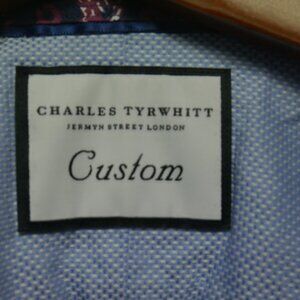 CHARLES TYRWHITT
JERMYN STREET LONDON
Custom